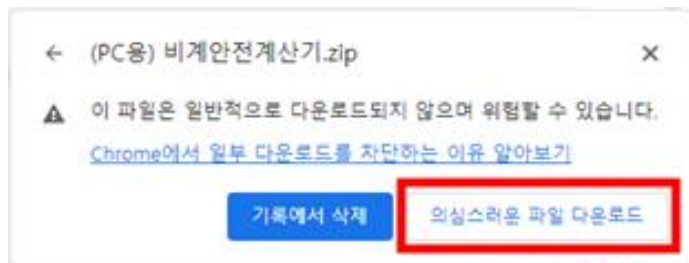 (PC용) 비계안전계산기.zip
이 파일은 일반적으로 다운로드되지 않으며 위험할 수 있습니다.
Chrome에서 일부 다운로드를 차단하는 이유 알아보기
기록에서 삭제 의심스러운 파일 다운로드